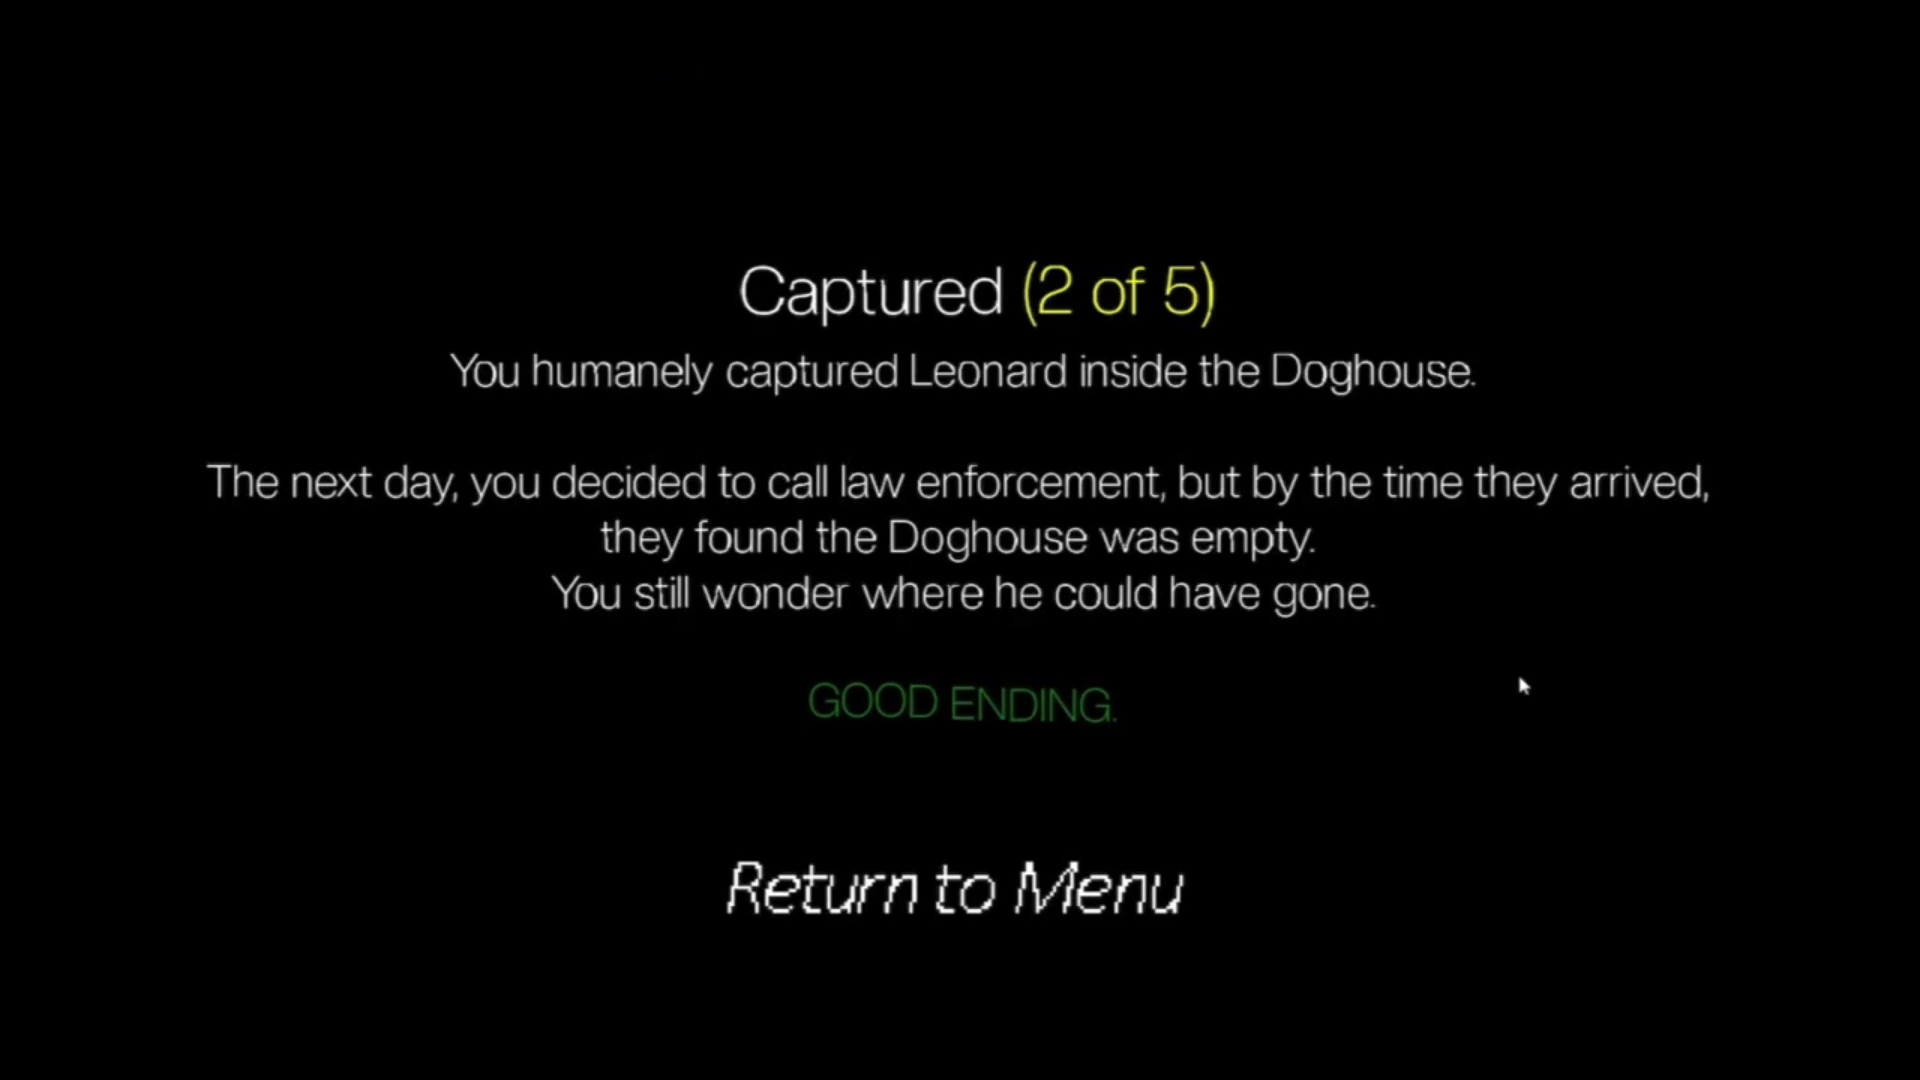 Captured (2 of 5)
You humanely captured Leonard inside the Doghouse.
The next day, you decided to call law enforcement, but by the time they arrived,
they found the Doghouse was empty.
You still wonder where he could have gone.
GOOD ENDING.
Return to Menu